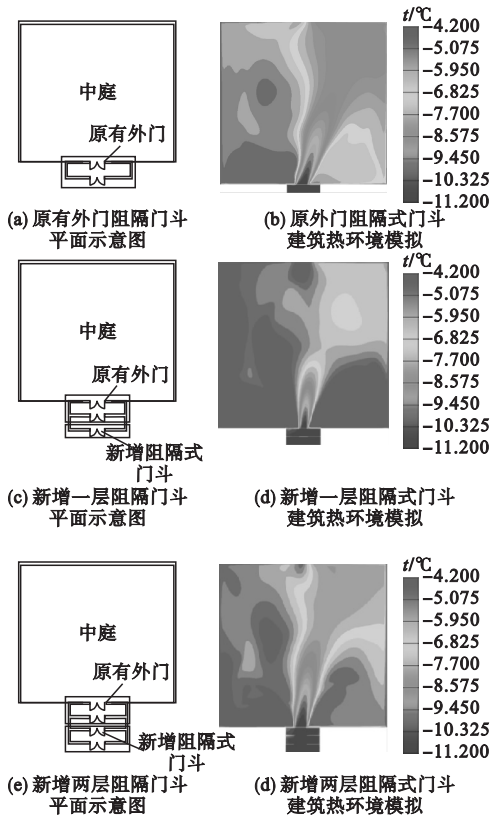 中庭
原有外门
(a) 原有外门阻隔门斗
平面示意图
t/℃
-4.200
-5.075
-5.950
-6.825
-7.700
-8.575
-9.450
-10.325
-11.200
(b) 原外门阻隔式门斗
建筑热环境模拟
中庭
原有外门
新增阻隔式
门斗
(c) 新增一层阻隔门斗
平面示意图
t/℃
-4.200
-5.075
-5.950
-6.825
-7.700
-8.575
-9.450
-10.325
-11.200
(d) 新增一层阻隔式门斗
建筑热环境模拟
中庭
原有外门
新增阻隔式
门斗
(e) 新增两层阻隔门斗
平面示意图
t/℃
-4.200
-5.075
-5.950
-6.825
-7.700
-8.575
-9.450
-10.325
-11.200
(d) 新增两层阻隔式门斗
建筑热环境模拟